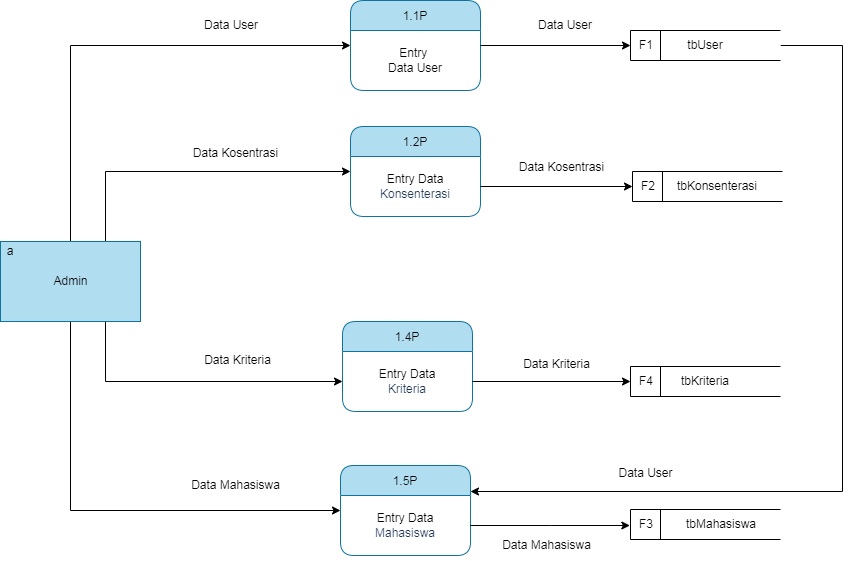 1.1P
Data User
Data User
Entry
Data User
F1
tbUser
1.2P
Data Kosentrasi
Data Kosentrasi
Entry Data
Konsenterasi
F2
tbKonsenterasi
a
Admin
1.4P
Data Kriteria
Data Kriteria
Entry Data
Kriteria
F4
tbKriteria
1.5P
Data User
Data Mahasiswa
Entry Data
Mahasiswa
F3
tbMahasiswa
Data Mahasiswa